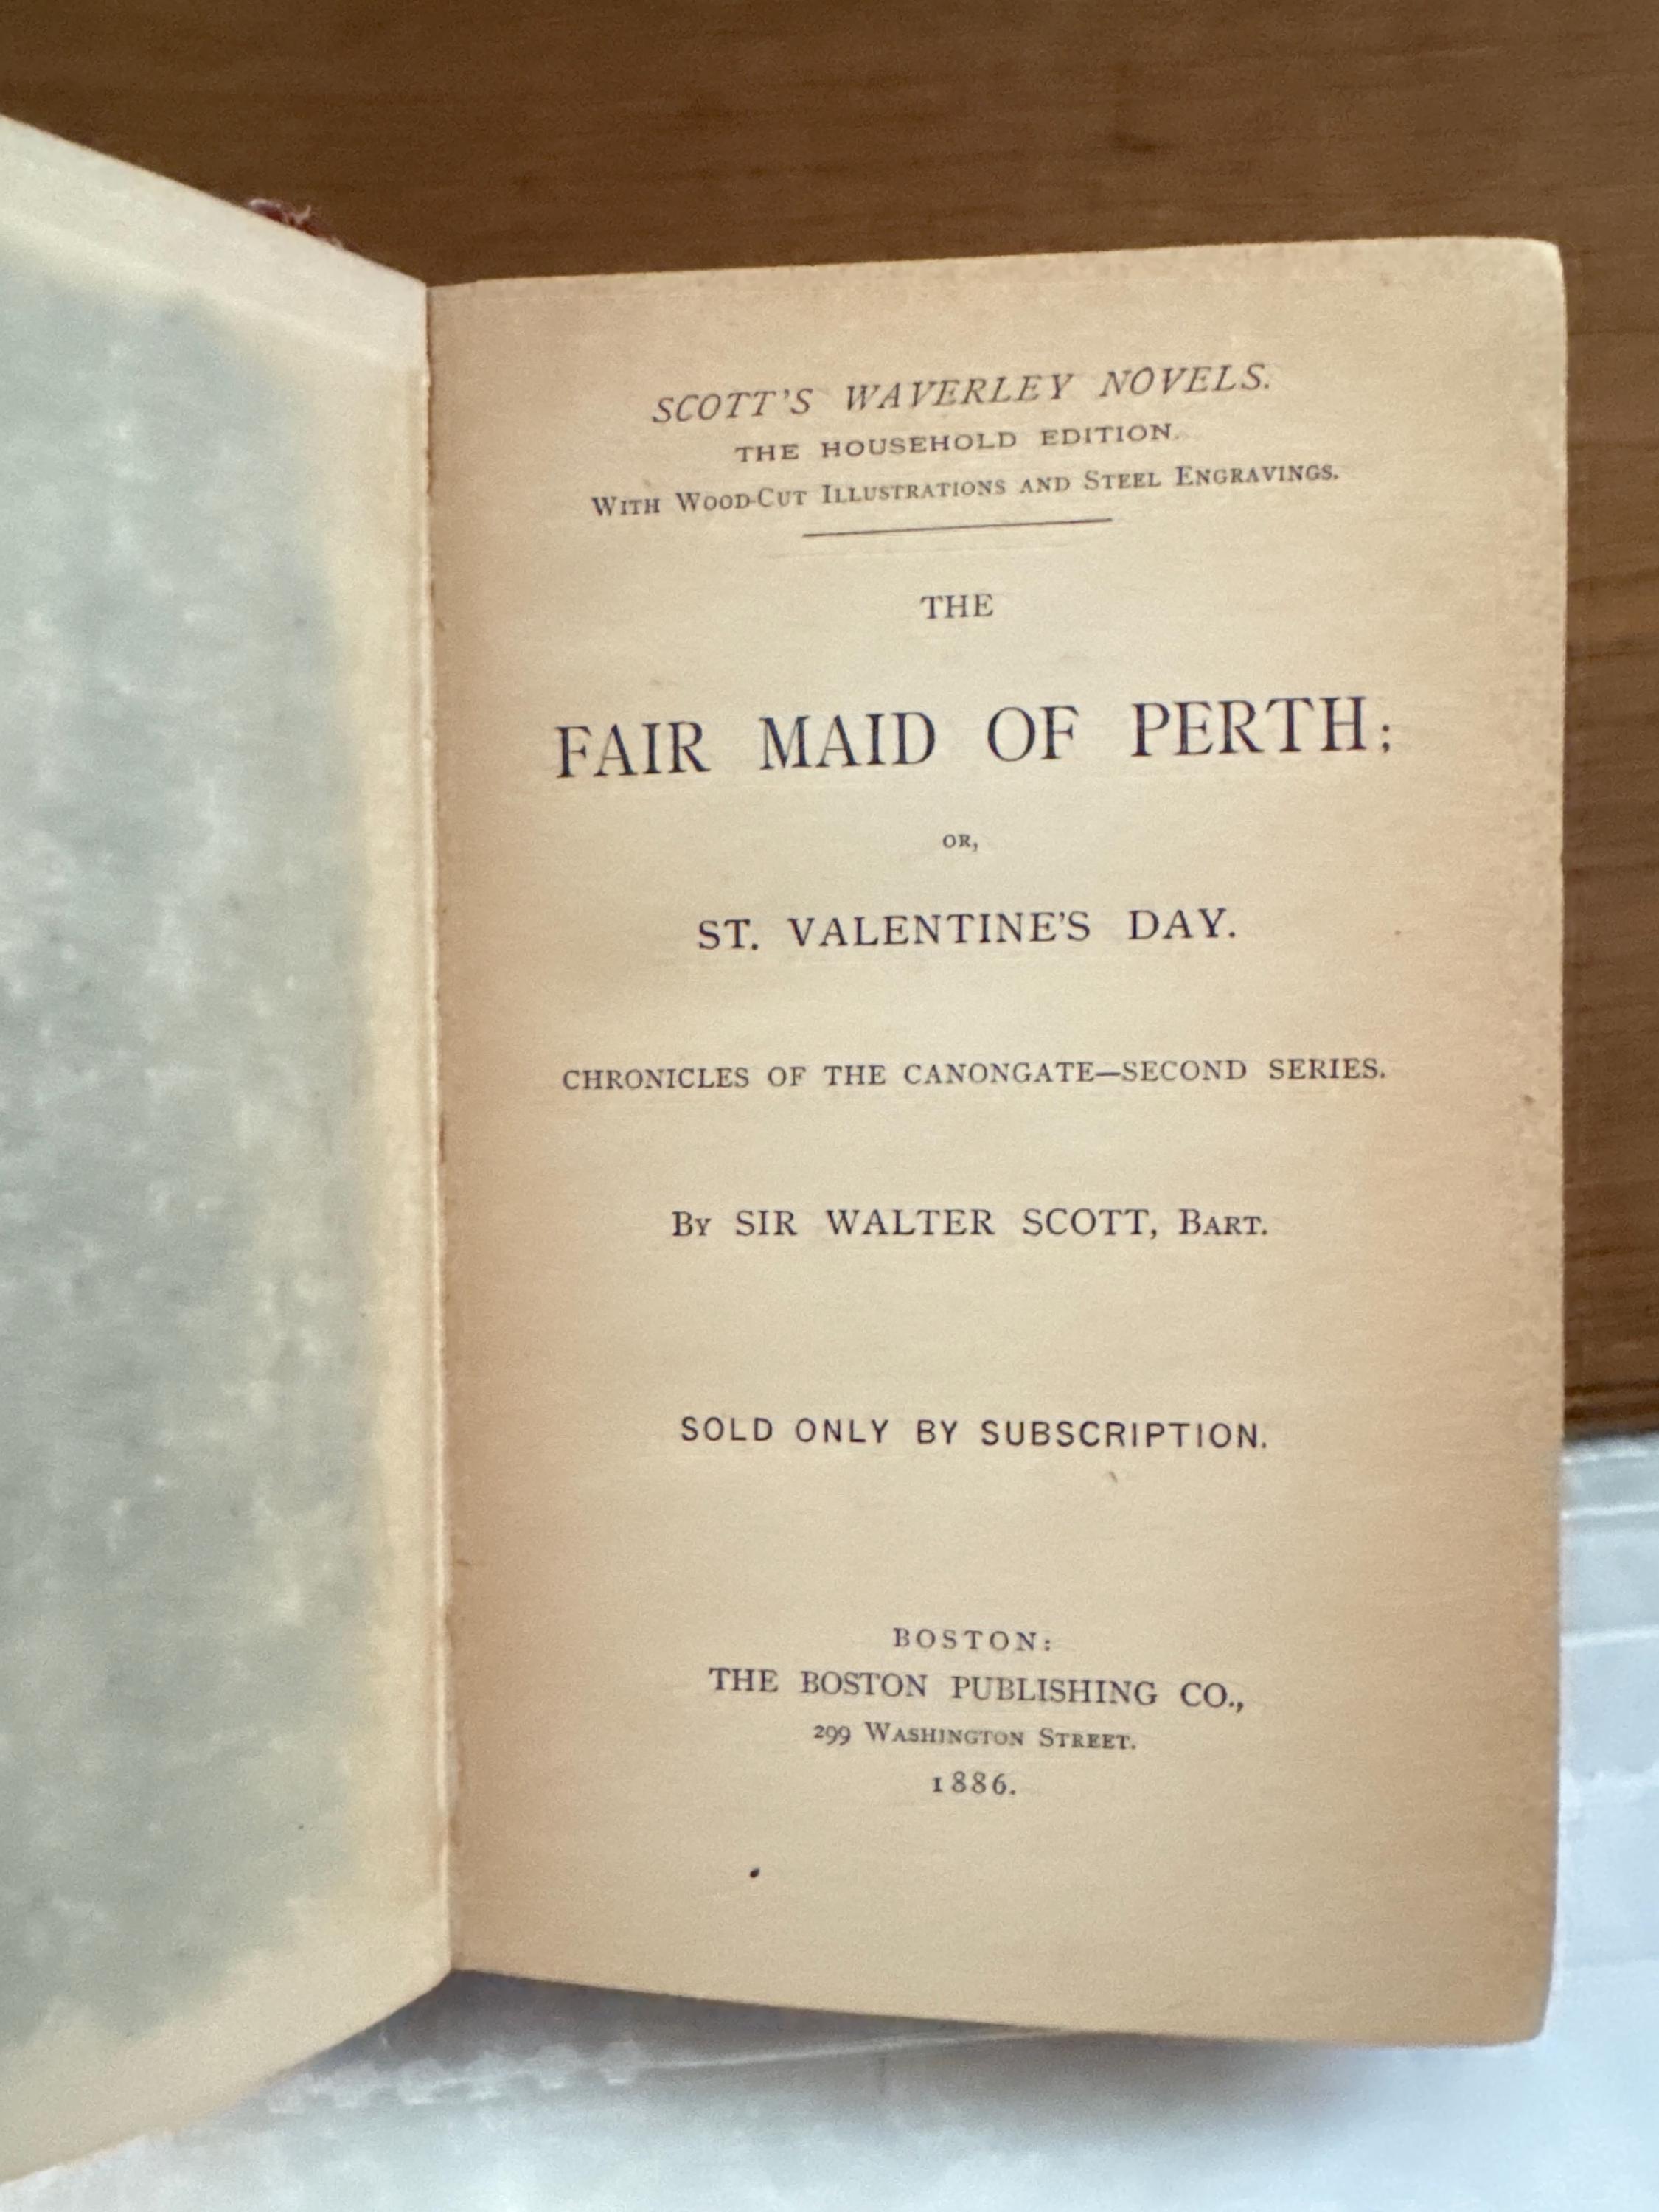 SCOTT'S WAVERLEY NOVELS.
THE HOUSEHOLD EDITION.
WITH WOOD-CUT ILLUSTRATIONS AND STEEL ENGRAVINGS.
THE
FAIR MAID OF PERTH;
OR,
ST. VALENTINE'S DAY.
CHRONICLES OF THE CANONGATE—SECOND SERIES.
By SIR WALTER SCOTT, BART.
SOLD ONLY BY SUBSCRIPTION.
BOSTON:
THE BOSTON PUBLISHING CO.,
299 WASHINGTON STREET.
1886.